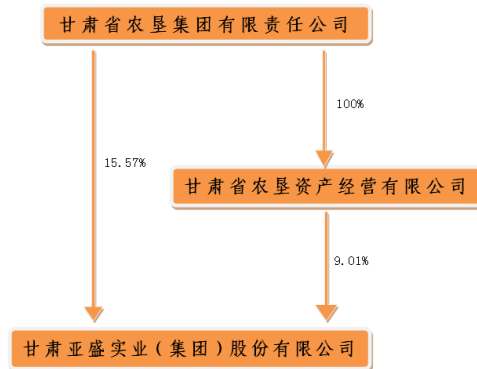 甘肃省农垦集团有限责任公司
100%
15.57%
甘肃省农垦资产经营有限公司
9.01%
甘肃亚盛实业(集团)股份有限公司